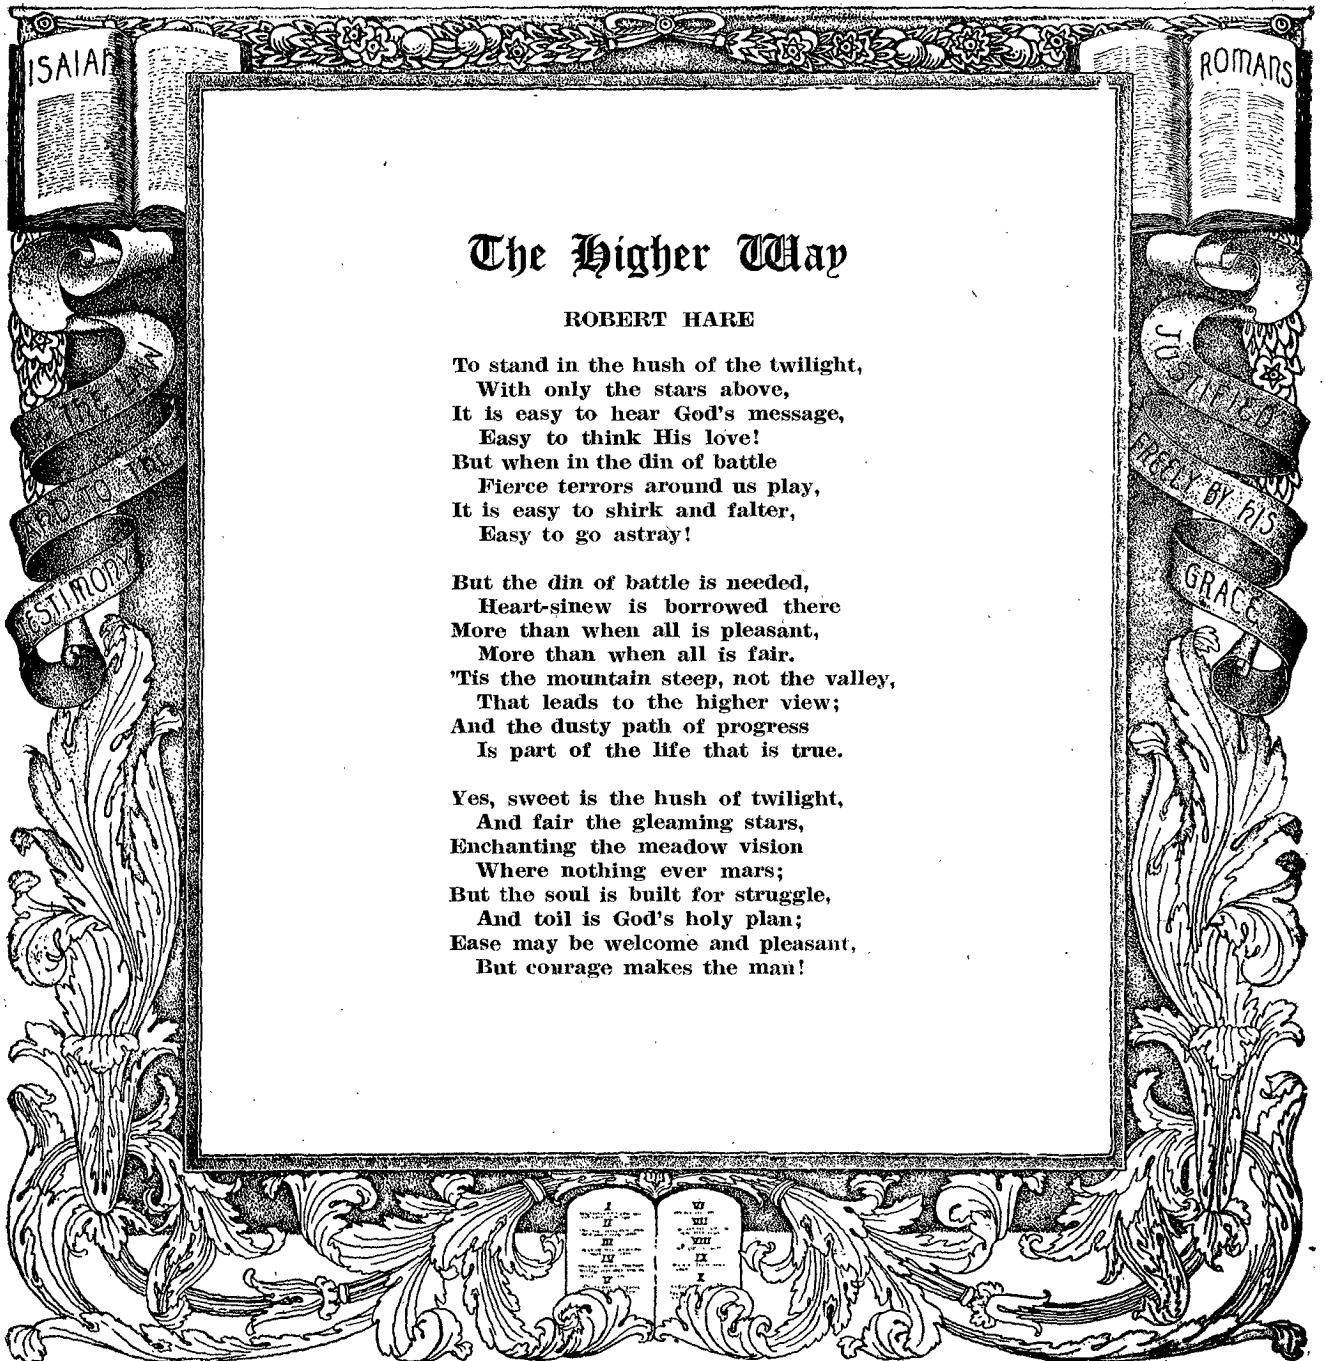 ISAIAH
ROMANS
The Higher Way
ROBERT HARE
To stand in the hush of the twilight,
With only the stars above,
It is easy to hear God's message,
Easy to think His love!
But when in the din of battle
Fierce terrors around us play,
It is easy to shirk and falter,
Easy to go astray!
But the din of battle is needed,
Heart-sinew is borrowed there
More than when all is pleasant,
More than when all is fair.
'Tis the mountain steep, not the valley,
That leads to the higher view;
And the dusty path of progress
Is part of the life that is true.
Yes, sweet is the hush of twilight,
And fair the gleaming stars,
Enchanting the meadow vision
Where nothing ever mars;
But the soul is built for struggle,
And toil is God's holy plan;
Ease may be welcome and pleasant,
But courage makes the man!
THE LAW
AND TO THE
TESTIMONY
JUSTIFIED
FREELY BY HIS
GRACE
I
II
III
IV
V
VI
VII
VIII
IX
X